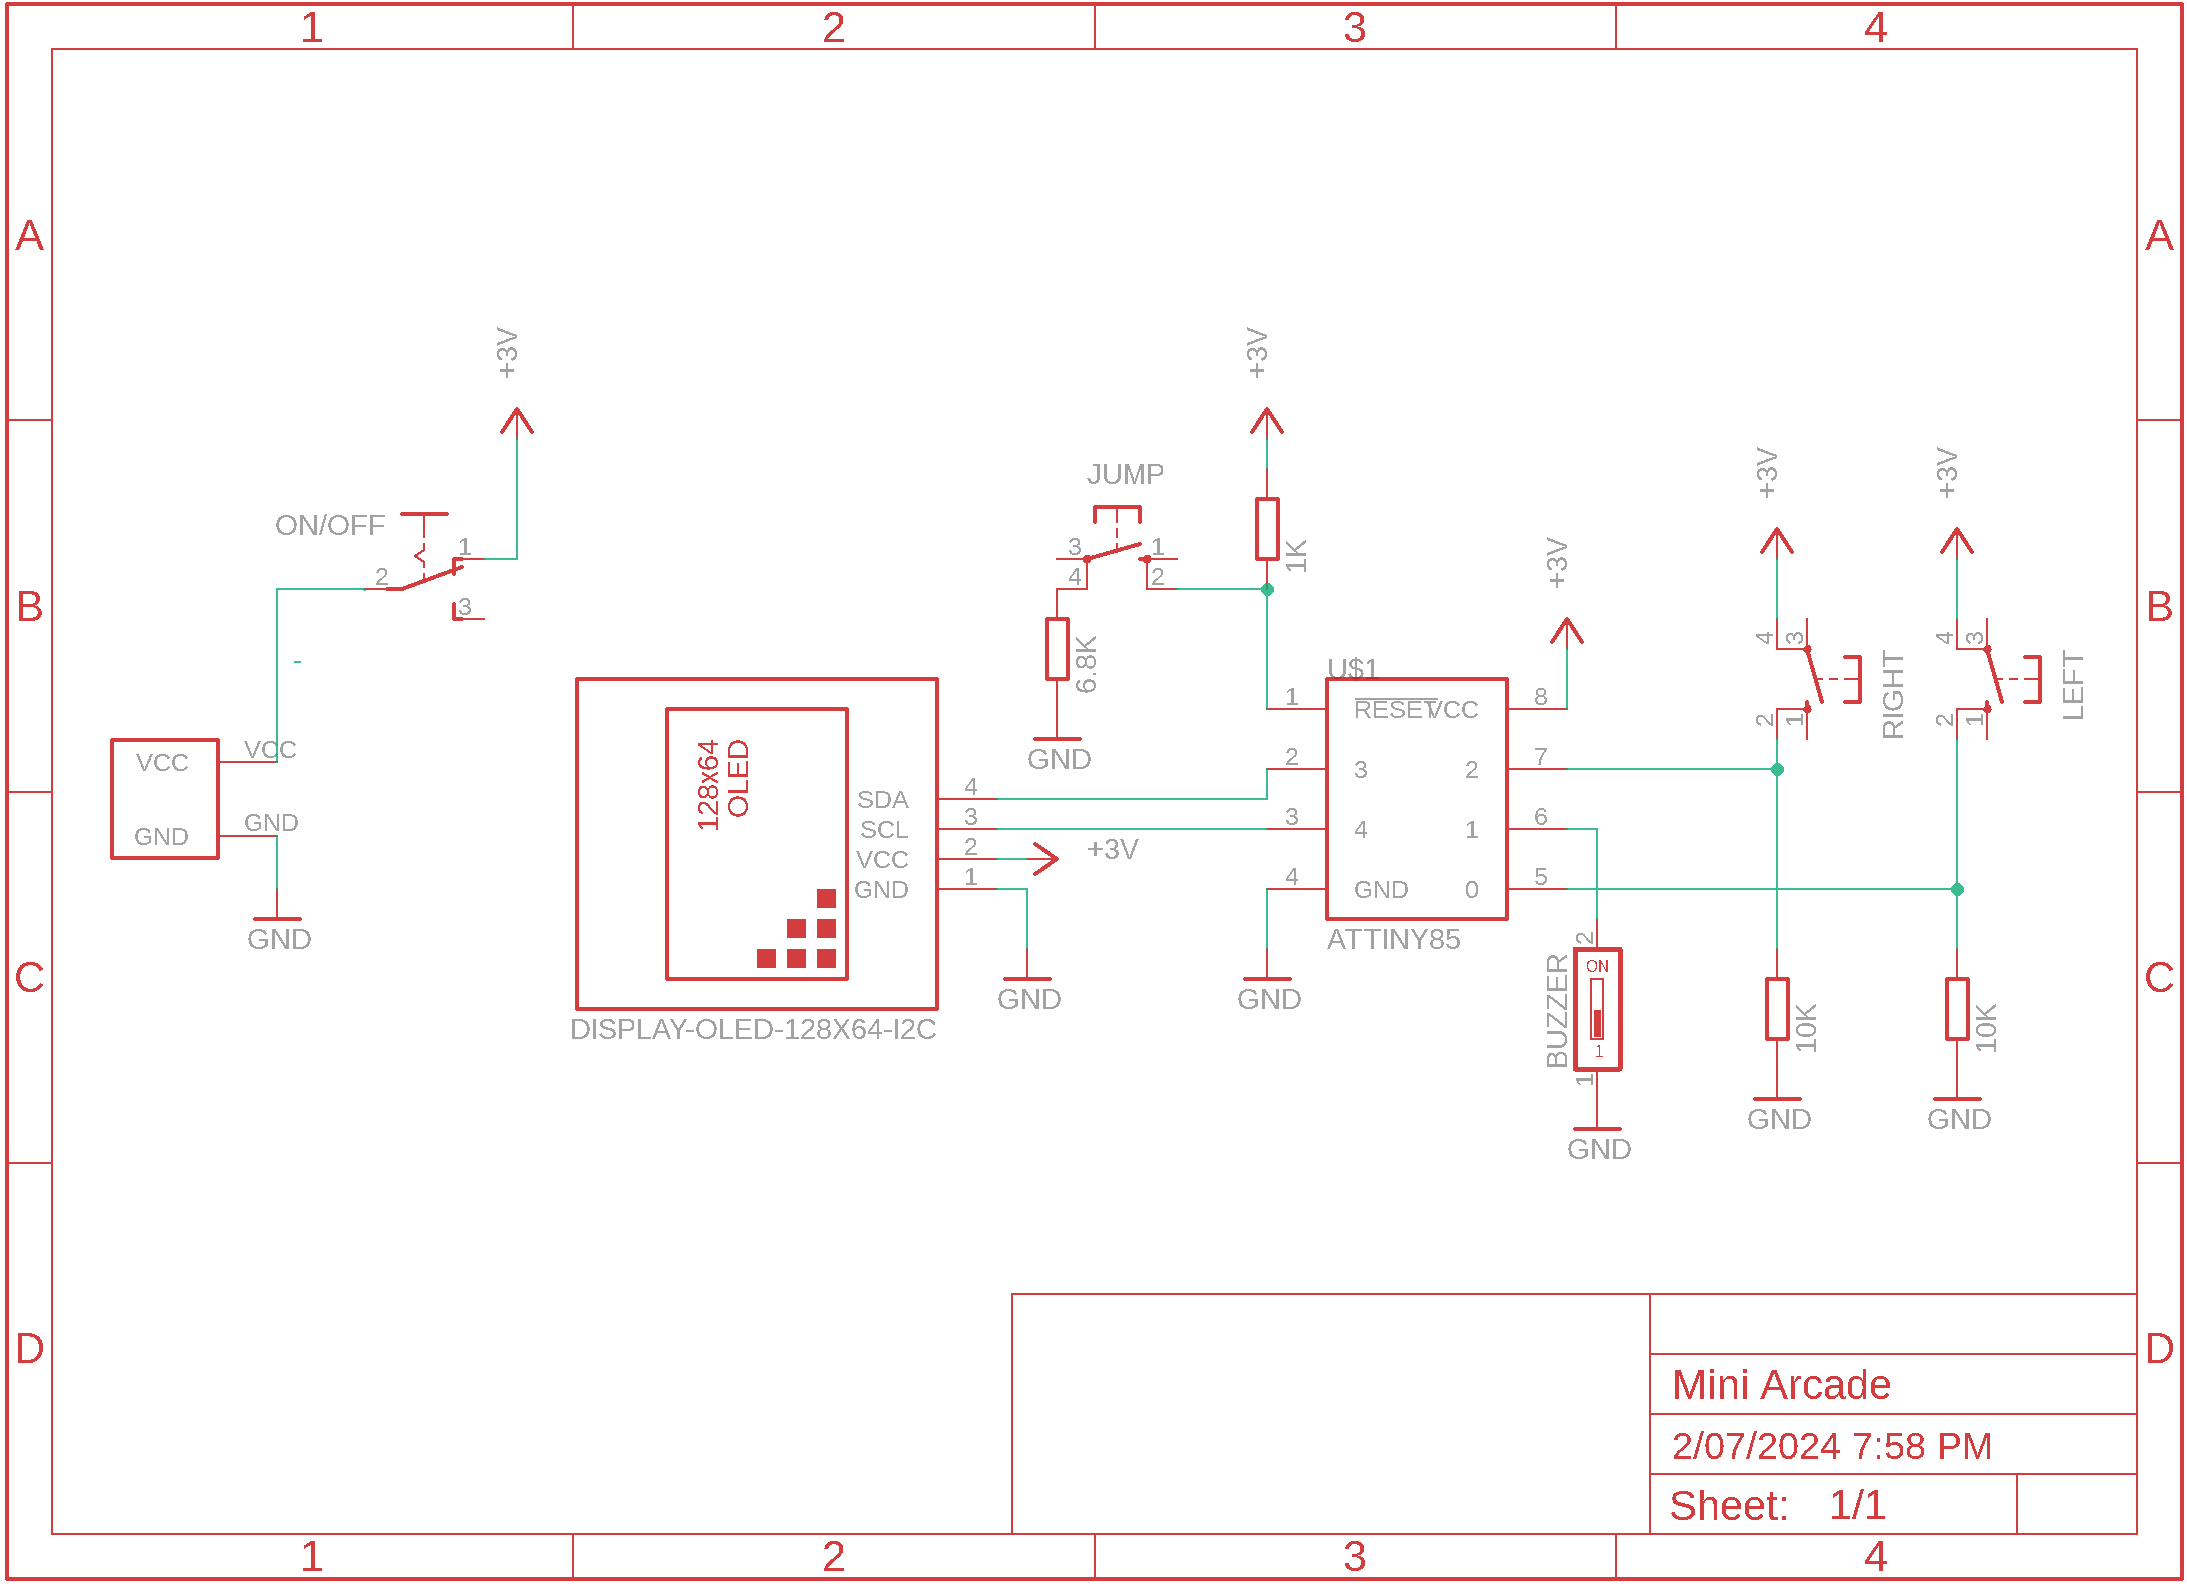 1 2 3 4
A A
+3V +3V
+3V +3V
JUMP
ON/OFF
1
2
3
3 1
4 2
1K
+3V
B B
6.8K
4 3
2 1
RIGHT
4 3
2 1
LEFT
U$1
VCC VCC
GND GND
GND
128x64
OLED
SDA 4
SCL 3
VCC 2
GND 1
+3V
GND
GND
DISPLAY-OLED-128X64-I2C
1 RESET VCC 8
2 3 2 7
3 4 1 6
4 GND 0 5
ATTINY85
GND
2
ON
1
1
BUZZER
GND
10K
GND
10K
GND
C C
D D
Mini Arcade
2/07/2024 7:58 PM
Sheet: 1/1
1 2 3 4